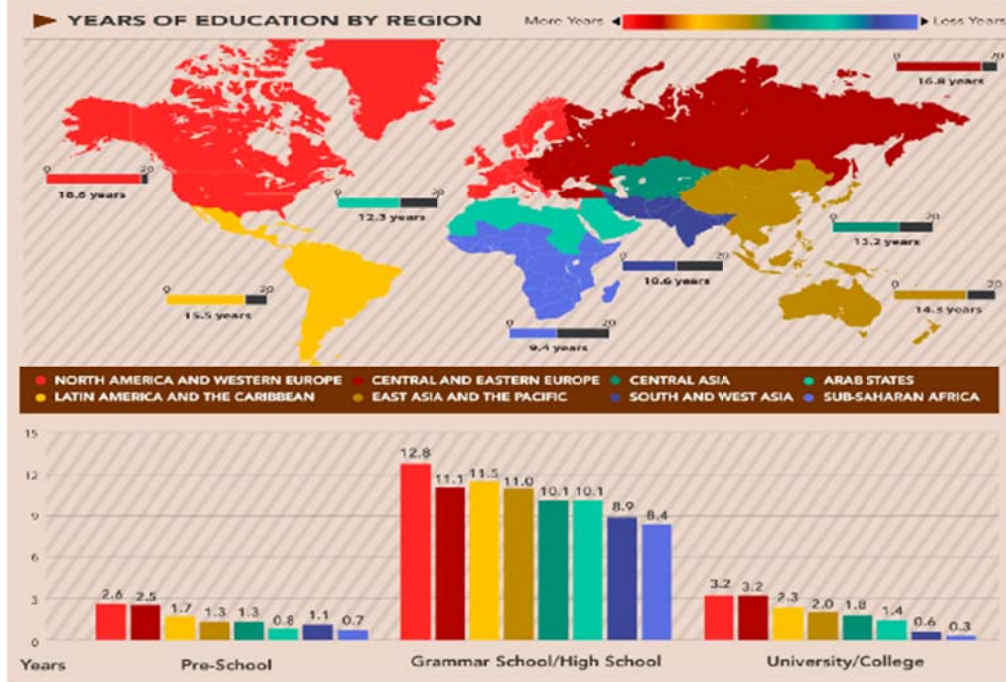 YEARS OF EDUCATION BY REGION
More Years Less Years
0 20
16.8 years
0 20
18.6 years
0 20
12.3 years
0 20
13.2 years
0 20
10.6 years
0 20
15.5 years
0 20
14.3 years
0 20
9.4 years
NORTH AMERICA AND WESTERN EUROPE CENTRAL AND EASTERN EUROPE CENTRAL ASIA ARAB STATES
LATIN AMERICA AND THE CARIBBEAN EAST ASIA AND THE PACIFIC SOUTH AND WEST ASIA SUB-SAHARAN AFRICA
15
12
9
6
3
0
2.6 2.5 1.7 1.3 1.3 0.8 1.1 0.7
12.8 11.1 11.5 11.0 10.1 10.1 8.9 8.4
3.2 3.2 2.3 2.0 1.8 1.4 0.6 0.3
Years Pre-School Grammar School/High School University/College